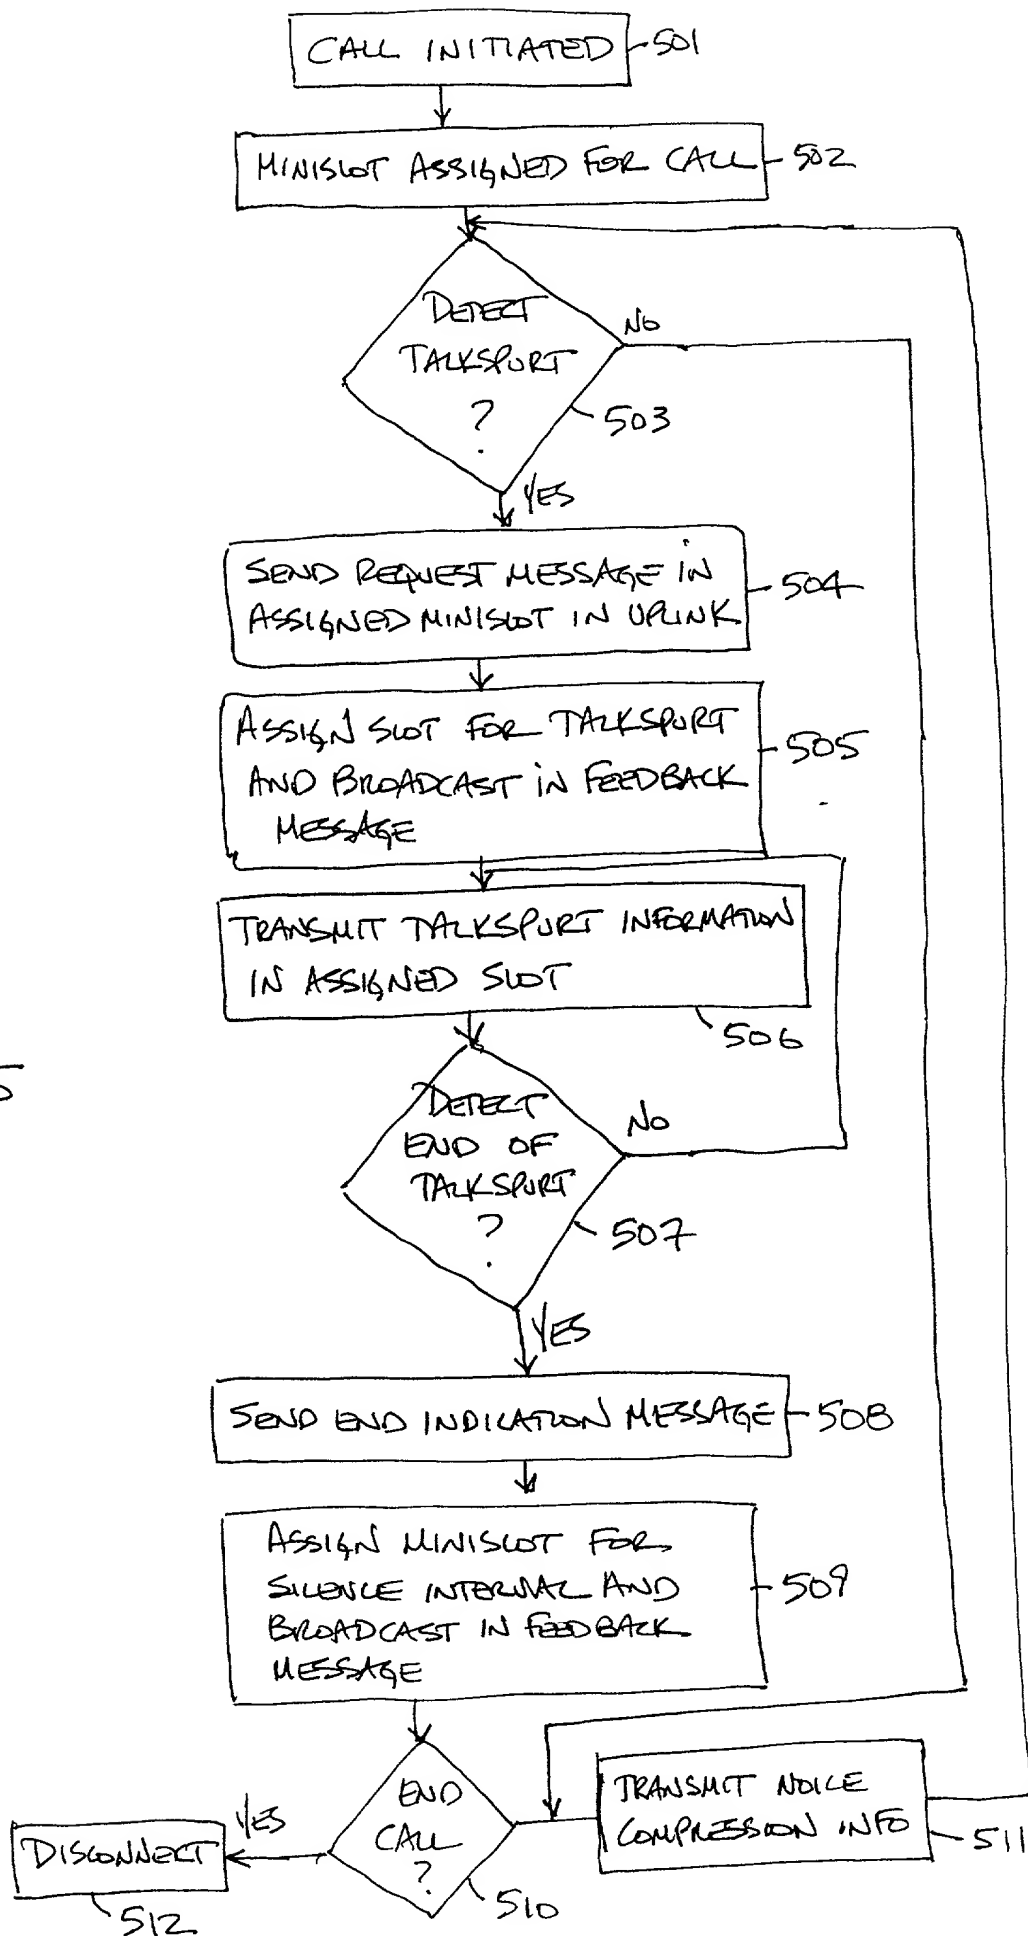 CALL INITIATED
501
MINISLOT ASSIGNED FOR CALL
502
DETECT
TALKSPURT
?
NO
503
YES
SEND REQUEST MESSAGE IN
ASSIGNED MINISLOT IN UPLINK
504
ASSIGN SLOT FOR TALKSPURT
AND BROADCAST IN FEEDBACK
MESSAGE
505
TRANSMIT TALKSPURT INFORMATION
IN ASSIGNED SLOT
506
5
DETECT
END OF
TALKSPURT
?
NO
507
YES
SEND END INDICATION MESSAGE
508
ASSIGN MINISLOT FOR
SILENCE INTERVAL AND
BROADCAST IN FEEDBACK
MESSAGE
509
END
CALL
?
YES
510
TRANSMIT NOICE
COMPRESSION INFO
511
DISCONNECT
512